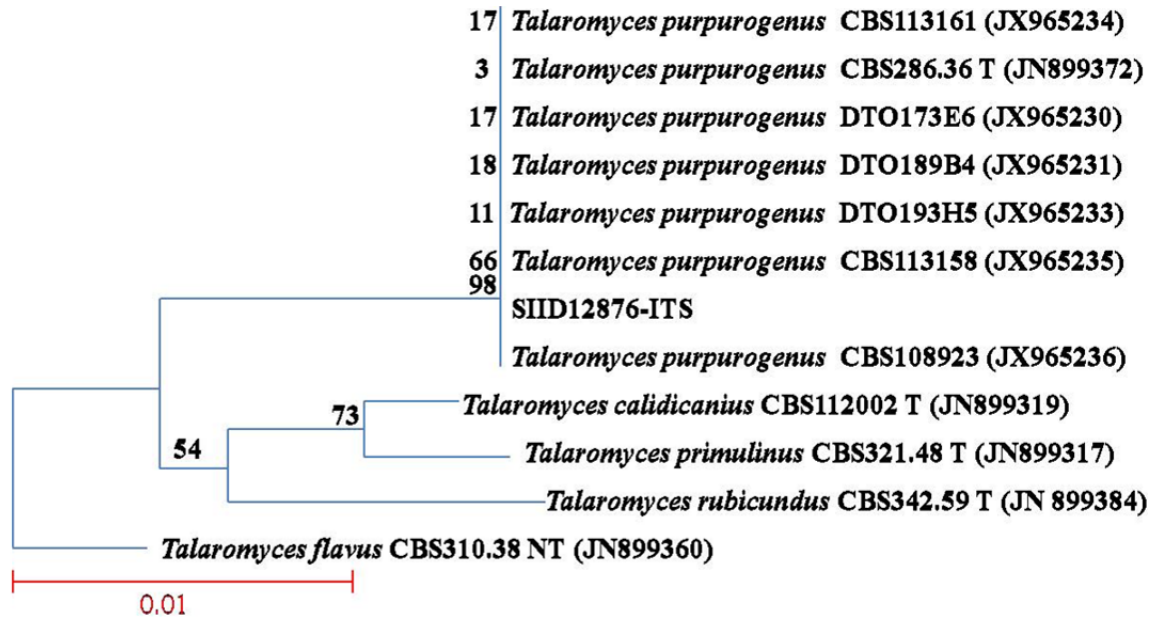 17 Talaromyces purpurogenus CBS113161 (JX965234)
3 Talaromyces purpurogenus CBS286.36 T (JN899372)
17 Talaromyces purpurogenus DTO173E6 (JX965230)
18 Talaromyces purpurogenus DTO189B4 (JX965231)
11 Talaromyces purpurogenus DTO193H5 (JX965233)
66 Talaromyces purpurogenus CBS113158 (JX965235)
98
SIID12876-ITS
Talaromyces purpurogenus CBS108923 (JX965236)
73 Talaromyces calidicanius CBS112002 T (JN899319)
54 Talaromyces primulinus CBS321.48 T (JN899317)
Talaromyces rubicundus CBS342.59 T (JN 899384)
Talaromyces flavus CBS310.38 NT (JN899360)
0.01